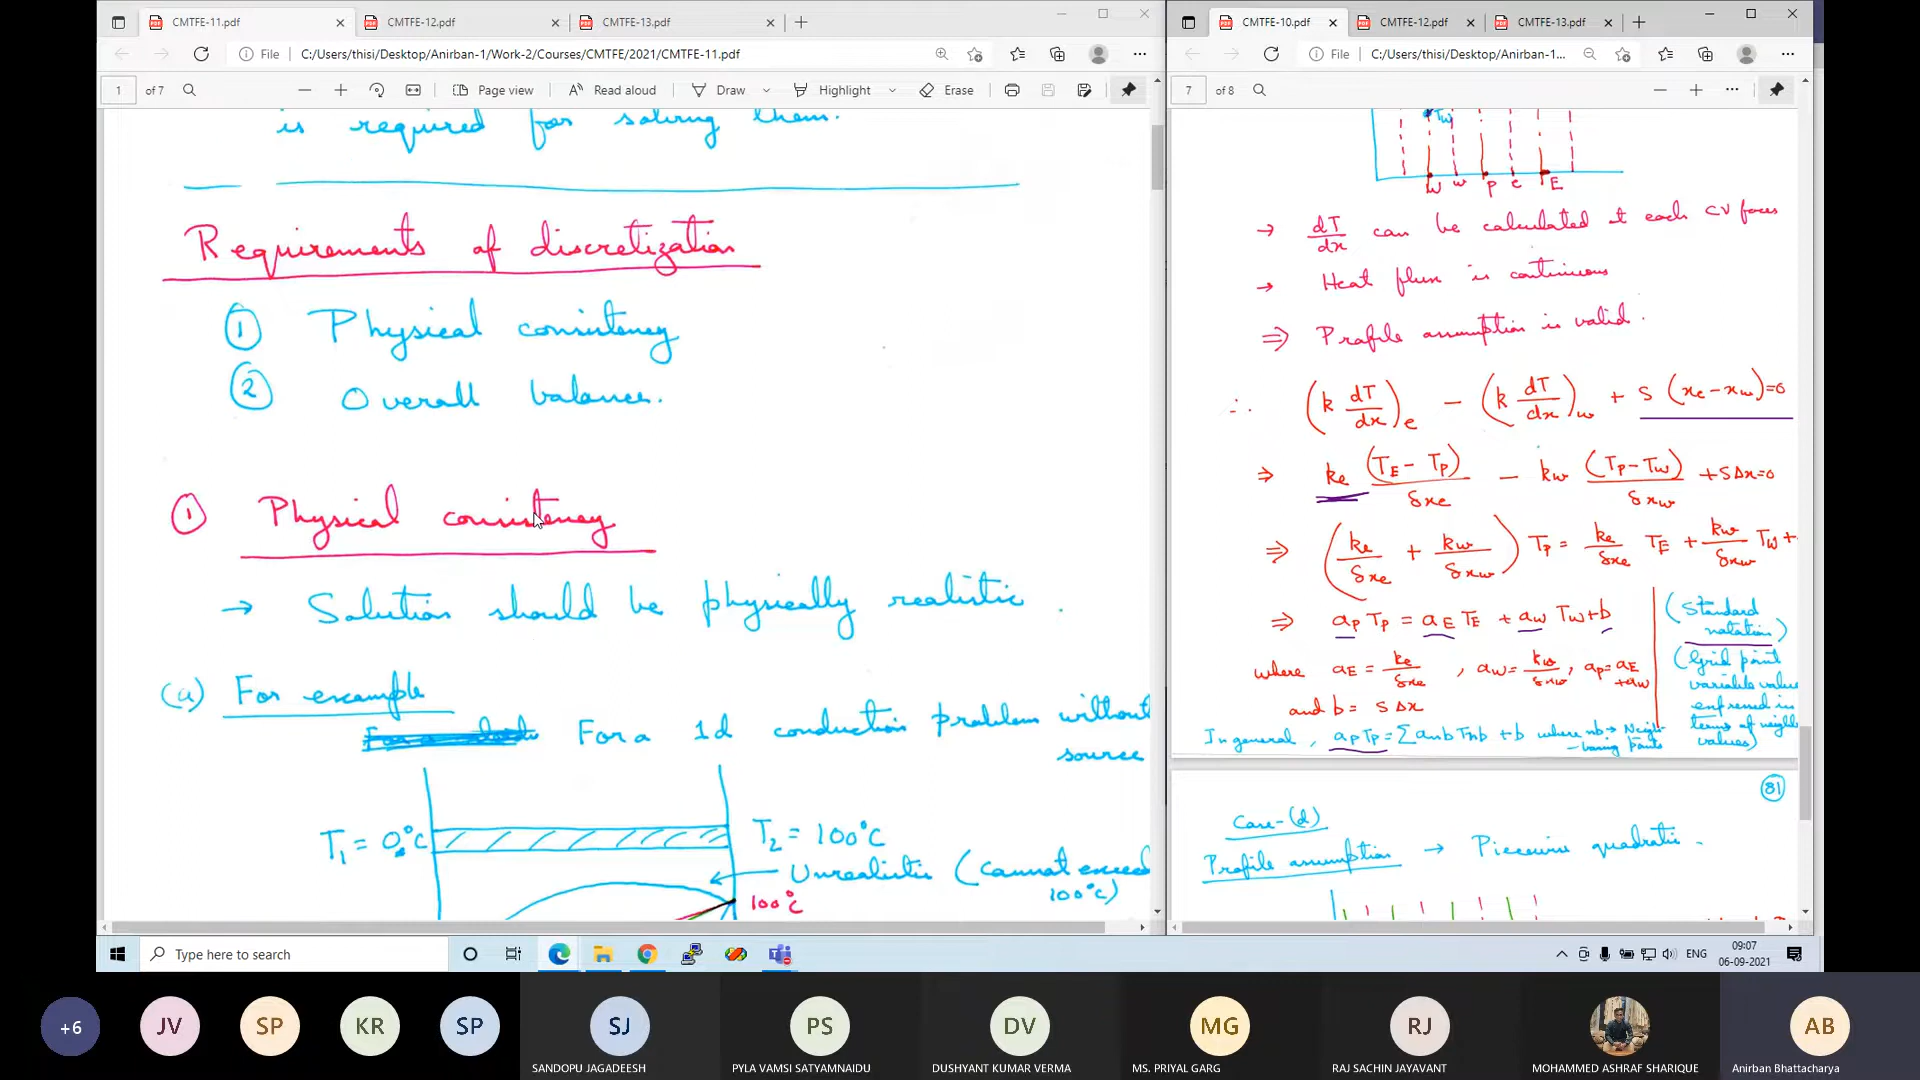 CMTFE-11.pdf
CMTFE-12.pdf
CMTFE-13.pdf
File C:/Users/thisi/Desktop/Anirban-1/Work-2/Courses/CMTFE/2021/CMTFE-11.pdf
1 of 7
Page view
Read aloud
Draw
Highlight
Erase
is required for solving them.
Requirements of discretization
① Physical consistency
② Overall balance.
① Physical consistency
→ Solution should be physically realistic .
(a) For example
For a 1d conduction problem without
source
T1 = 0°C
T2 = 100°C
Unrealistic (cannot exceed
100°C)
100°C
CMTFE-10.pdf
CMTFE-12.pdf
CMTFE-13.pdf
File C:/Users/thisi/Desktop/Anirban-1...
7 of 8
Tw
W w P e E
→ dT/dx can be calculated at each CV faces
→ Heat flux is continuous
⇒ Profile assumption is valid.
∴ (k dT/dx)e − (k dT/dx)w + S (xe − xw) = 0
⇒ ke (TE − TP)/δxe − kw (TP − TW)/δxw + SΔx = 0
⇒ (ke/δxe + kw/δxw) TP = ke/δxe TE + kw/δxw TW +
⇒ aP TP = aE TE + aW TW + b
where aE = ke/δxe , aW = kw/δxw , aP = aE + aW
and b = SΔx
(Standard
notation)
(Grid point
variable value
expressed in
terms of neighb
values)
In general, aP TP = Σ anb Tnb + b where nb → Neigh
-bouring points
81
Case-(d)
Profile assumption → Piecewise quadratic .
Type here to search
ENG
09:07
06-09-2021
+6
JV
SP
KR
SP
SJ
SANDOPU JAGADEESH
PS
PYLA VAMSI SATYAMNAIDU
DV
DUSHYANT KUMAR VERMA
MG
MS. PRIYAL GARG
RJ
RAJ SACHIN JAYAVANT
MOHAMMED ASHRAF SHARIQUE
AB
Anirban Bhattacharya